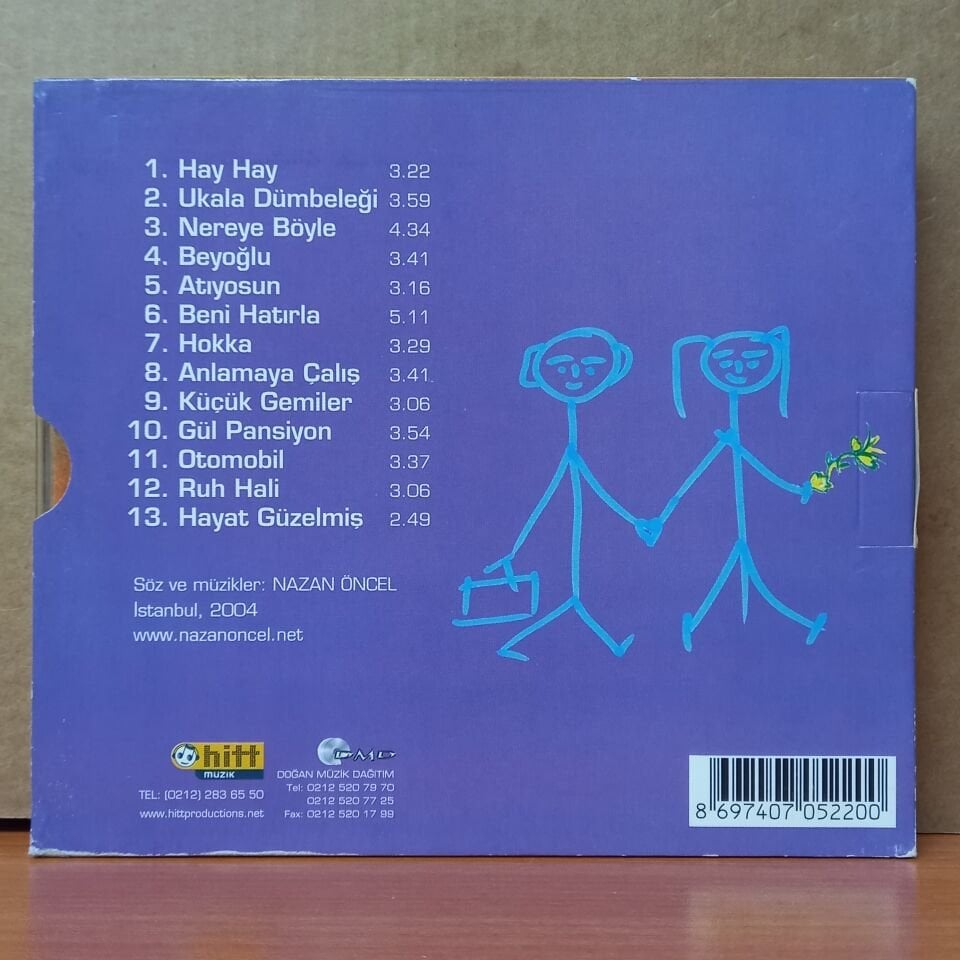 1. Hay Hay 3.22
2. Ukala Dümbeleği 3.59
3. Nereye Böyle 4.34
4. Beyoğlu 3.41
5. Atıyosun 3.16
6. Beni Hatırla 5.11
7. Hokka 3.29
8. Anlamaya Çalış 3.41
9. Küçük Gemiler 3.06
10. Gül Pansiyon 3.54
11. Otomobil 3.37
12. Ruh Hali 3.06
13. Hayat Güzelmiş 2.49
Söz ve müzikler: NAZAN ÖNCEL
İstanbul, 2004
www.nazanoncel.net
hitt
müzik
TEL: (0212) 283 65 50
www.hittproductions.net
DMD
DOĞAN MÜZİK DAĞITIM
Tel: 0212 520 79 70
0212 520 77 25
Fax: 0212 520 17 99
8 697407 052200